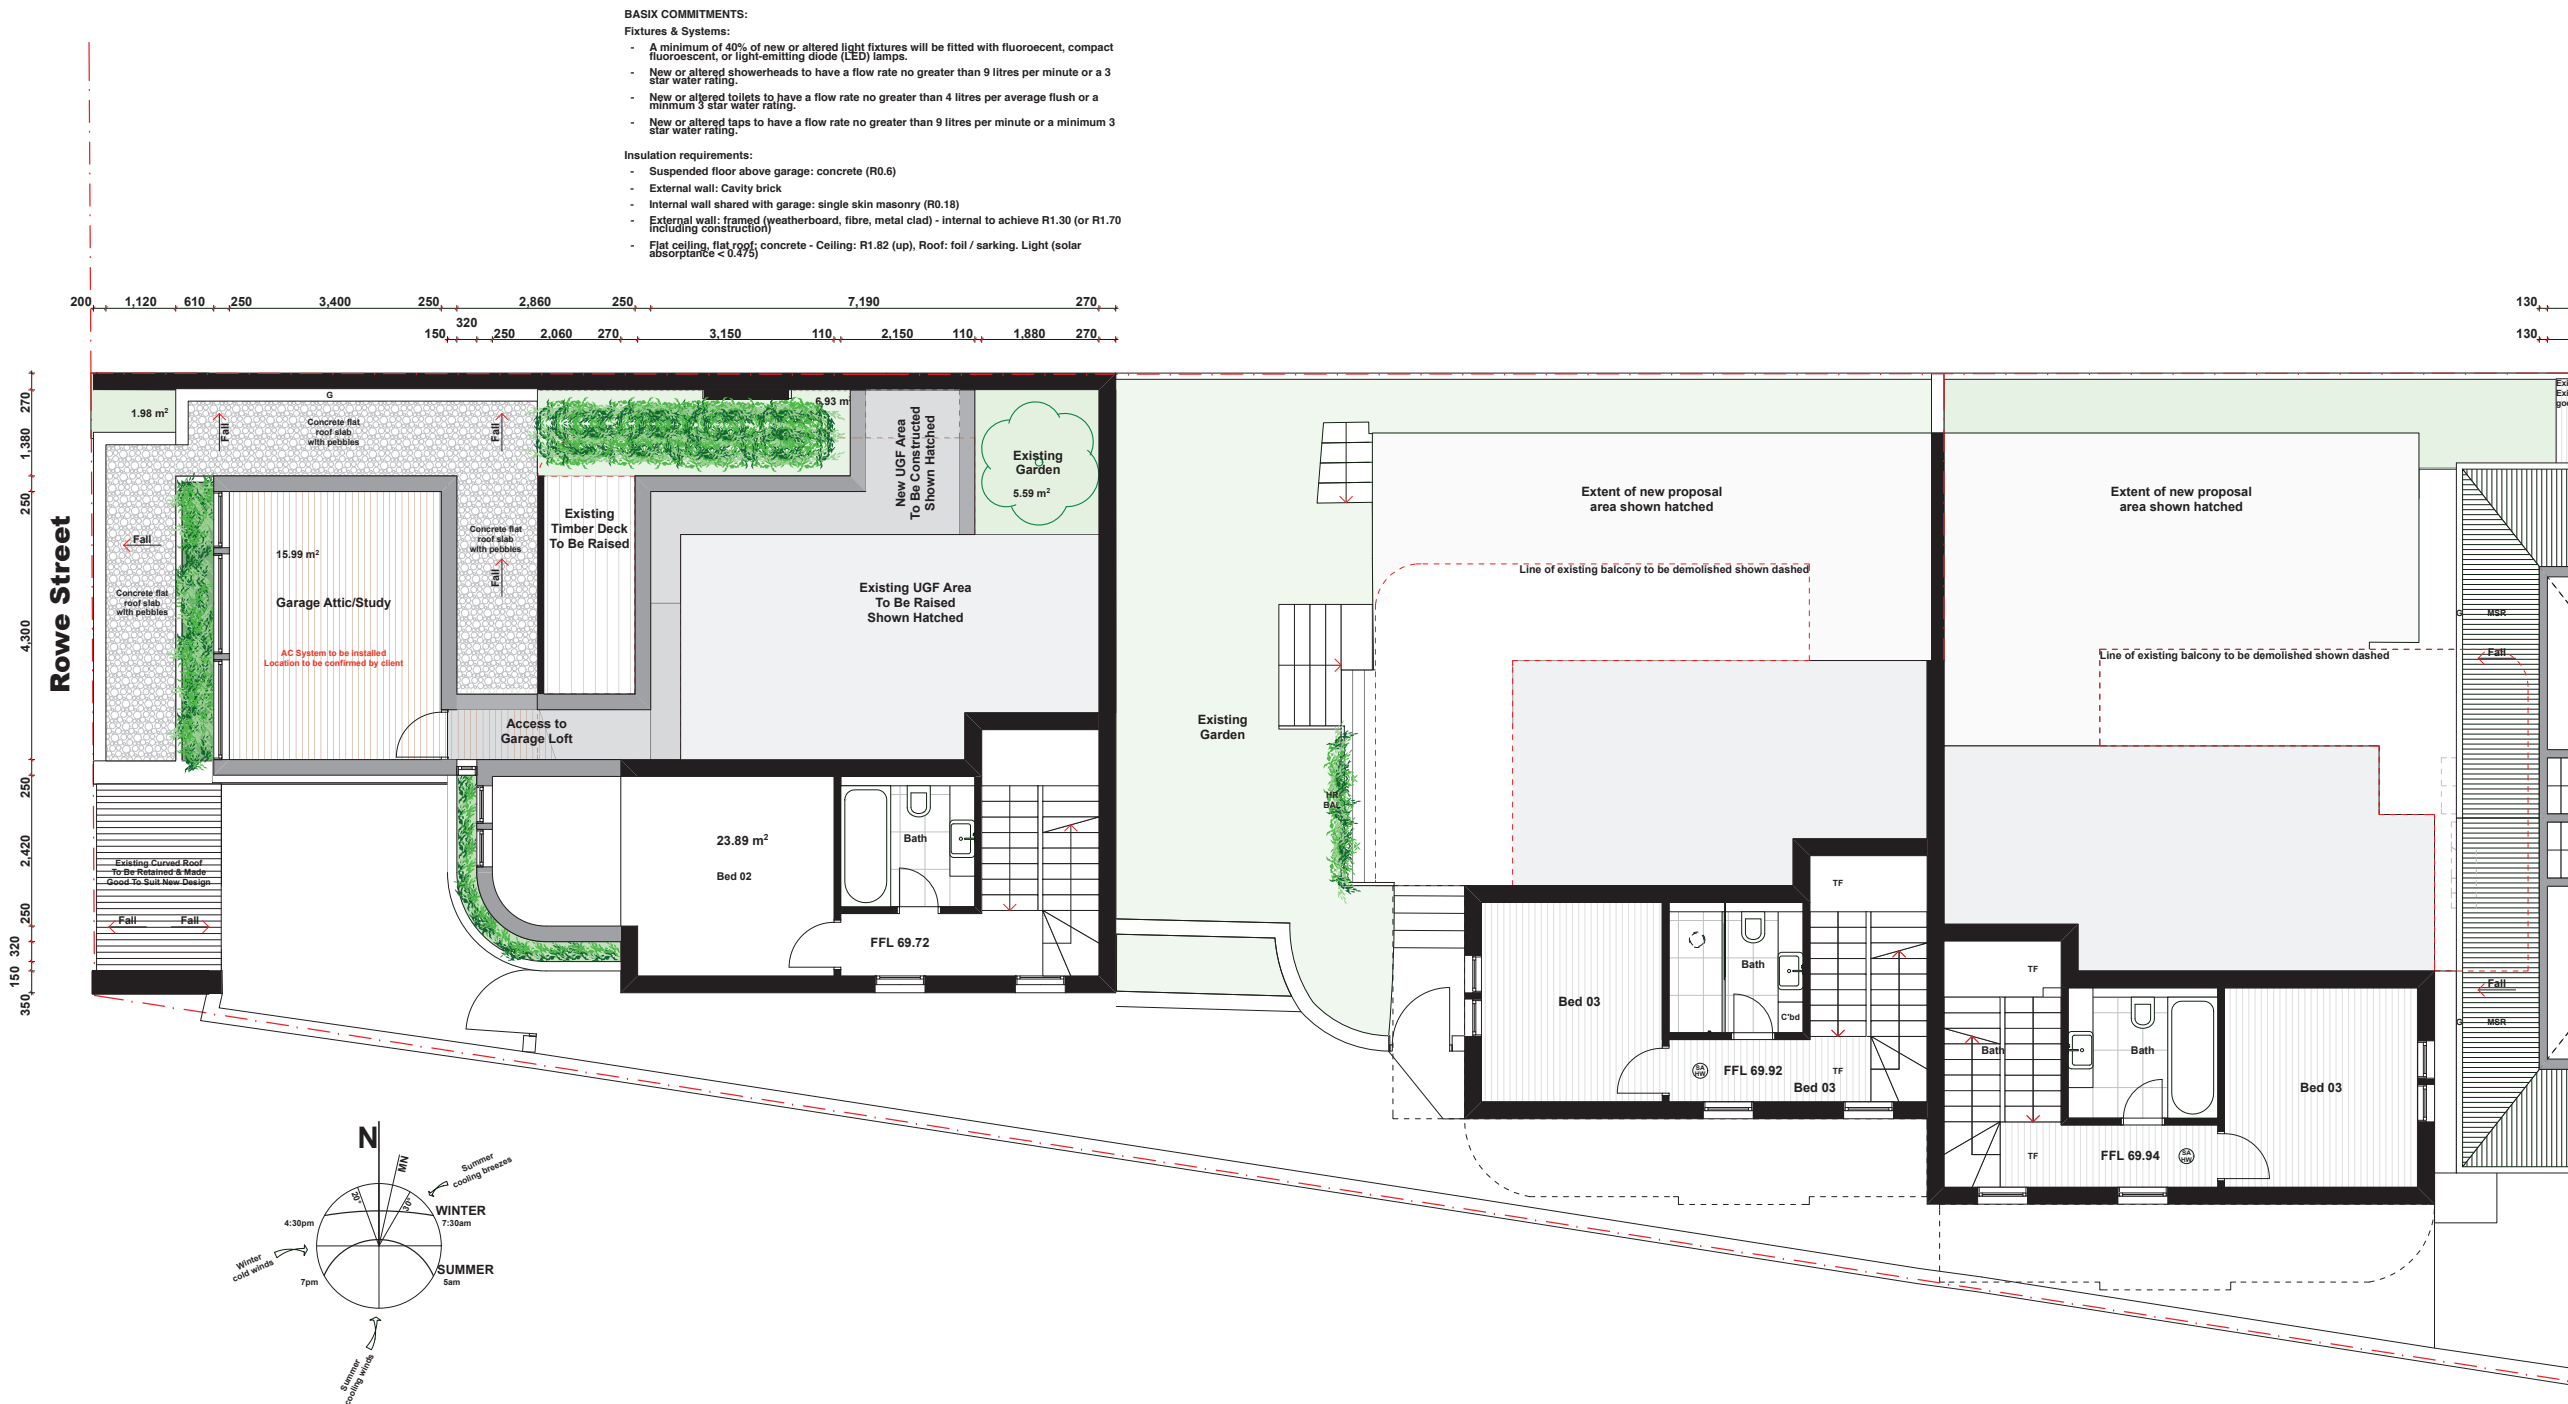 BASIX COMMITMENTS:
Fixtures & Systems:
- A minimum of 40% of new or altered light fixtures will be fitted with fluoroecent, compact
fluoroescent, or light-emitting diode (LED) lamps.
- New or altered showerheads to have a flow rate no greater than 9 litres per minute or a 3
star water rating.
- New or altered toilets to have a flow rate no greater than 4 litres per average flush or a
minmum 3 star water rating.
- New or altered taps to have a flow rate no greater than 9 litres per minute or a minimum 3
star water rating.
Insulation requirements:
- Suspended floor above garage: concrete (R0.6)
- External wall: Cavity brick
- Internal wall shared with garage: single skin masonry (R0.18)
- External wall: framed (weatherboard, fibre, metal clad) - internal to achieve R1.30 (or R1.70
including construction)
- Flat ceiling, flat roof: concrete - Ceiling: R1.82 (up), Roof: foil / sarking. Light (solar
absorptance < 0.475)
200 1,120 610 250 3,400 250 2,860 250 7,190 270 130
320
150 250 2,060 270 3,150 110 2,150 110 1,880 270 130
270
1,380
250
4,300
250
2,420
250
320
150
350
Rowe Street
1.98 m²
G
Concrete flat
roof slab
with pebbles
Fall
Fall
6.93 m
New UGF Area
To Be Constructed
Shown Hatched
Existing
Garden
5.59 m²
Existing
Timber Deck
To Be Raised
Concrete flat
roof slab
with pebbles
Fall
Fall
15.99 m²
Garage Attic/Study
AC System to be installed
Location to be confirmed by client
Concrete flat
roof slab
with pebbles
Existing UGF Area
To Be Raised
Shown Hatched
Access to
Garage Loft
Existing Curved Roof
To Be Retained & Made
Good To Suit New Design
Fall Fall
23.89 m²
Bed 02
Bath
FFL 69.72
Existing
Garden
HR
BAL
Extent of new proposal
area shown hatched
Line of existing balcony to be demolished shown dashed
TF
Bath
Bed 03
C'bd
SA
HW
FFL 69.92
TF
Bed 03
Extent of new proposal
area shown hatched
Line of existing balcony to be demolished shown dashed
TF
Bath
Bath
Bed 03
TF
FFL 69.94
SA
HW
Exi
Exi
go
G MSR
Fall
Fall
G MSR
N
MN
20°
30°
Summer
cooling breezes
WINTER
7:30am
4:30pm
Winter
cold winds
SUMMER
5am
7pm
Summer
cooling winds